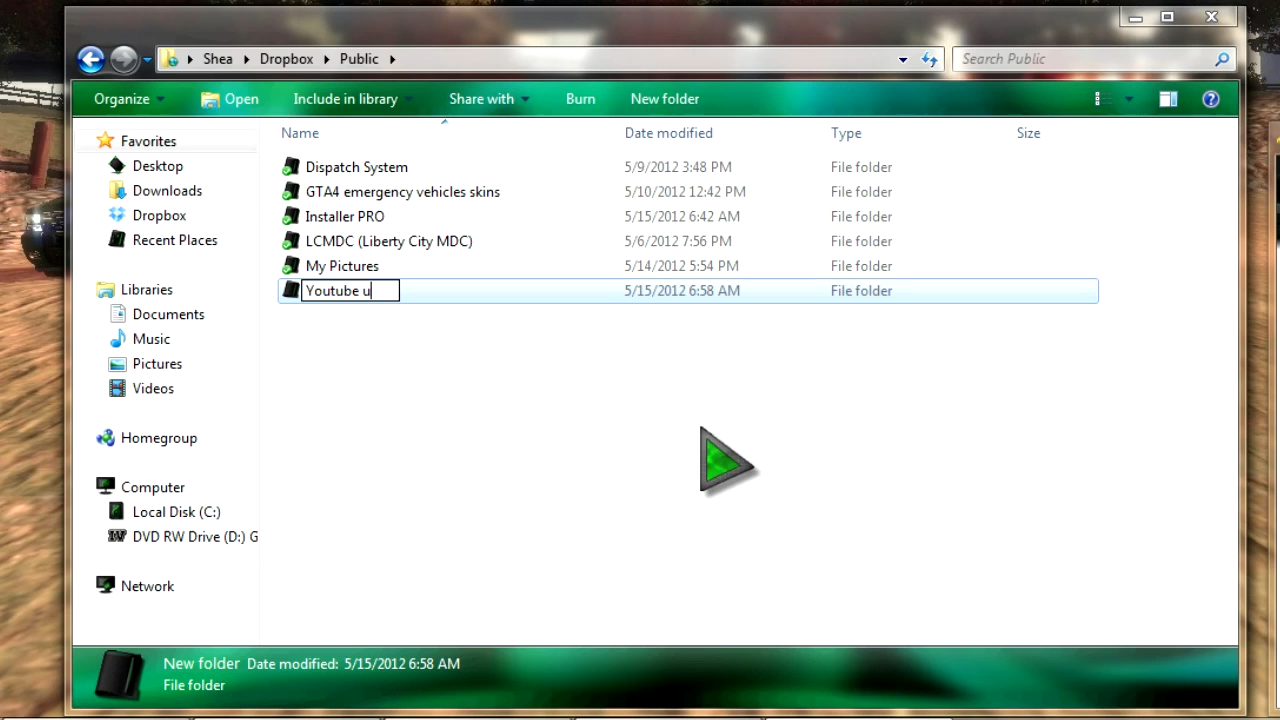 Shea Dropbox Public
Search Public
Organize Open Include in library Share with Burn New folder
Name Date modified Type Size
Favorites
Desktop
Downloads
Dropbox
Recent Places
Libraries
Documents
Music
Pictures
Videos
Homegroup
Computer
Local Disk (C:)
DVD RW Drive (D:) G
Network
Dispatch System 5/9/2012 3:48 PM File folder
GTA4 emergency vehicles skins 5/10/2012 12:42 PM File folder
Installer PRO 5/15/2012 6:42 AM File folder
LCMDC (Liberty City MDC) 5/6/2012 7:56 PM File folder
My Pictures 5/14/2012 5:54 PM File folder
Youtube u 5/15/2012 6:58 AM File folder
New folder Date modified: 5/15/2012 6:58 AM
File folder